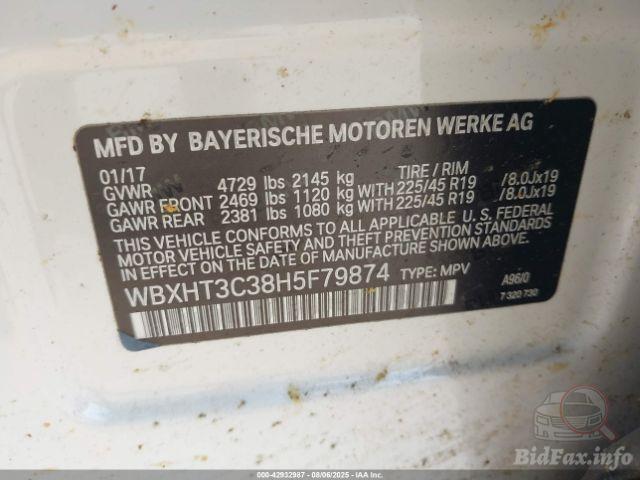 MFD BY BAYERISCHE MOTOREN WERKE AG
01/17 TIRE / RIM
GVWR 4729 lbs 2145 kg
GAWR FRONT 2469 lbs 1120 kg WITH 225/45 R19 /8.0Jx19
GAWR REAR 2381 lbs 1080 kg WITH 225/45 R19 /8.0Jx19
THIS VEHICLE CONFORMS TO ALL APPLICABLE U. S. FEDERAL
MOTOR VEHICLE SAFETY AND THEFT PREVENTION STANDARDS
IN EFFECT ON THE DATE OF MANUFACTURE SHOWN ABOVE.
WBXHT3C38H5F79874 TYPE: MPV A96/0
7 320 730
000-42932987 - 08/06/2025 - IAA Inc.
BidFax.info